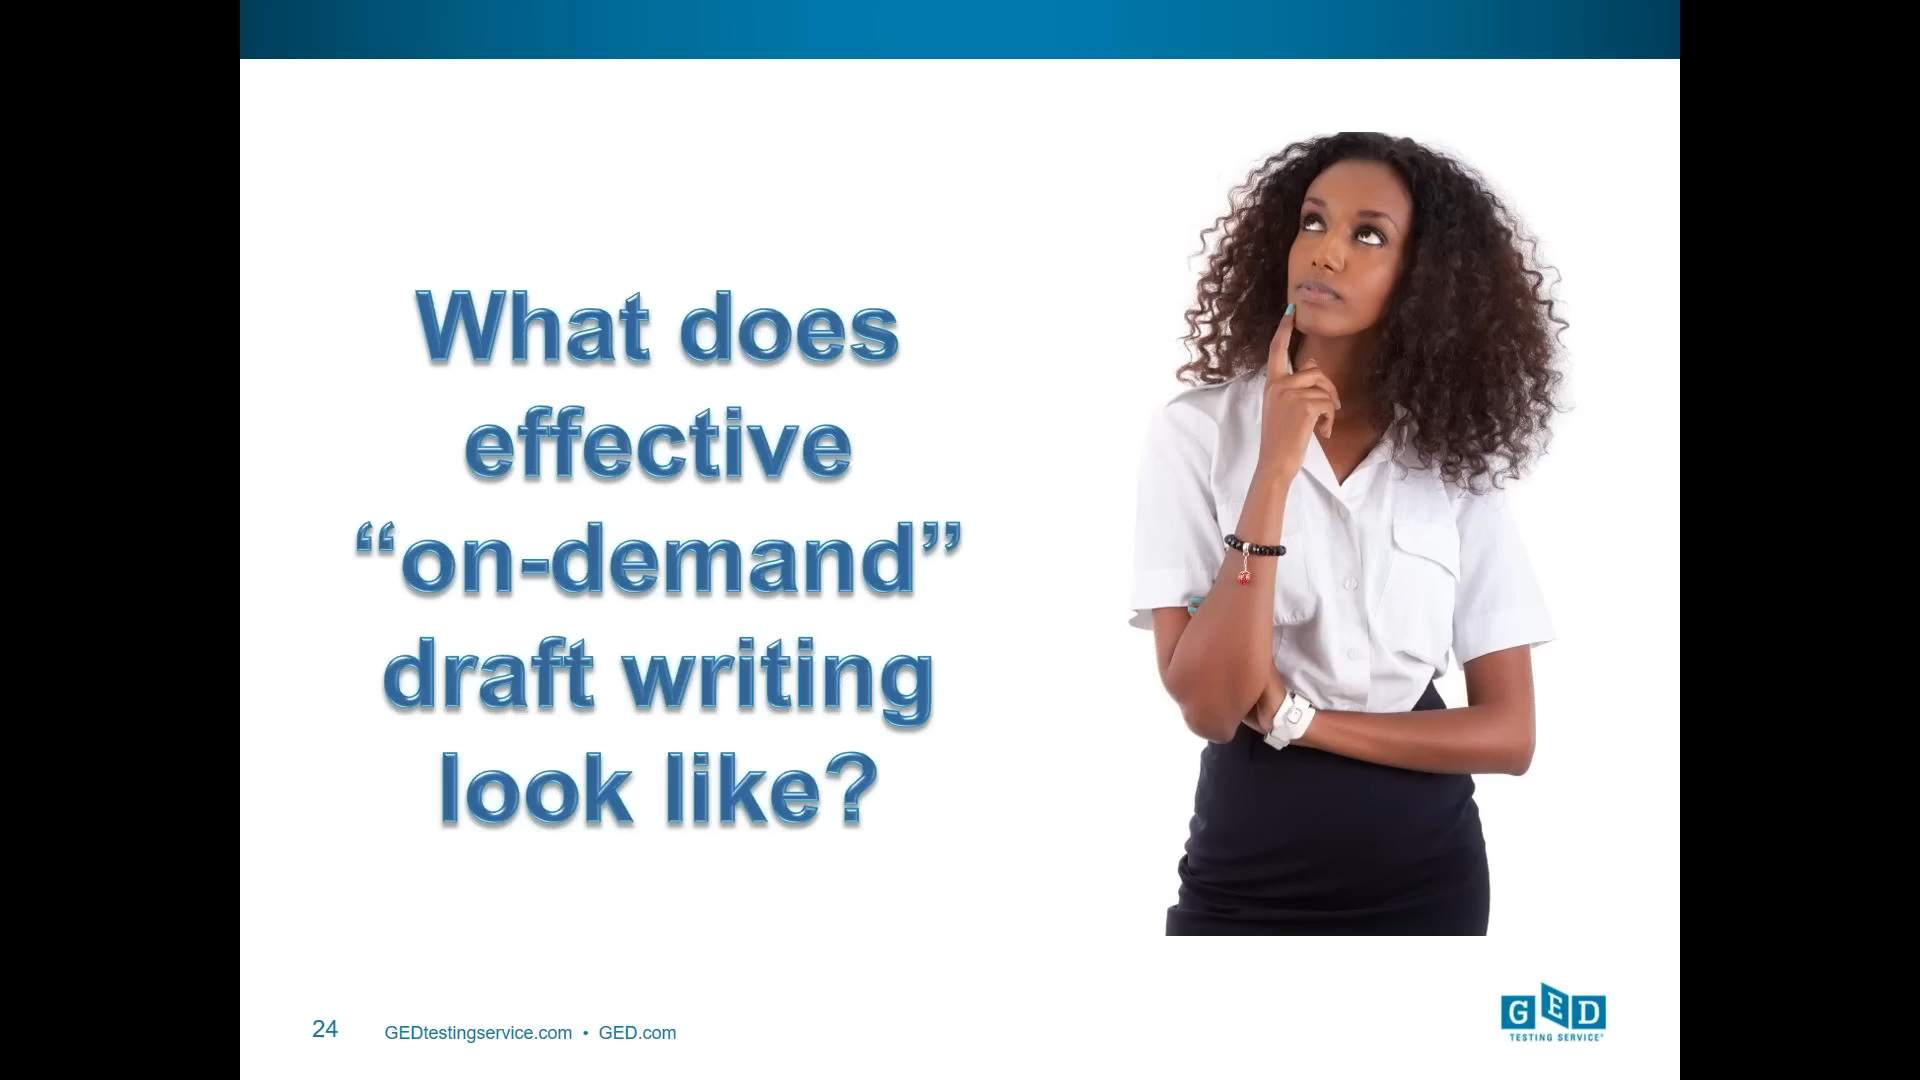 What does
effective
“on-demand”
draft writing
look like?
24
GEDtestingservice.com • GED.com
GED
TESTING SERVICE®